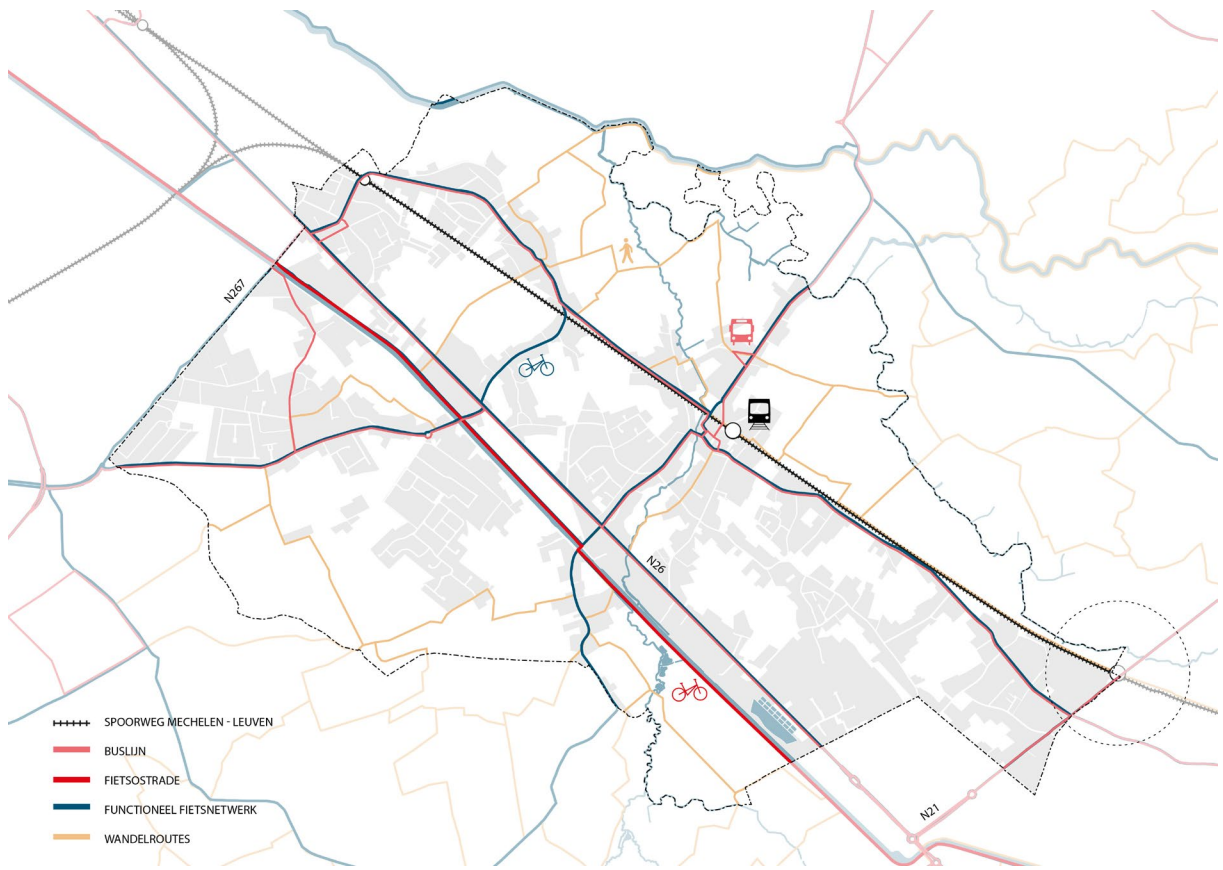 N267
N26
N21
SPOORWEG MECHELEN - LEUVEN
BUSLIJN
FIETSOSTRADE
FUNCTIONEEL FIETSNETWERK
WANDELROUTES